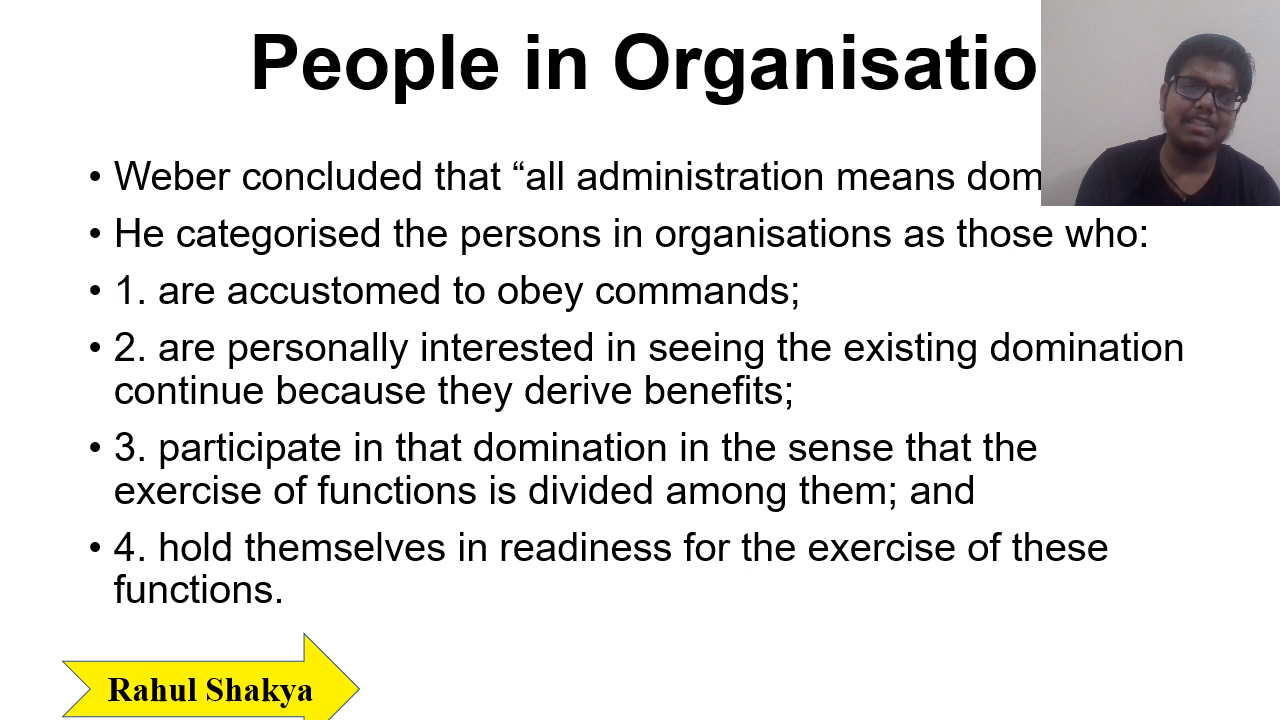 People in Organisatio
• Weber concluded that “all administration means dom
• He categorised the persons in organisations as those who:
• 1. are accustomed to obey commands;
• 2. are personally interested in seeing the existing domination
continue because they derive benefits;
• 3. participate in that domination in the sense that the
exercise of functions is divided among them; and
• 4. hold themselves in readiness for the exercise of these
functions.
Rahul Shakya